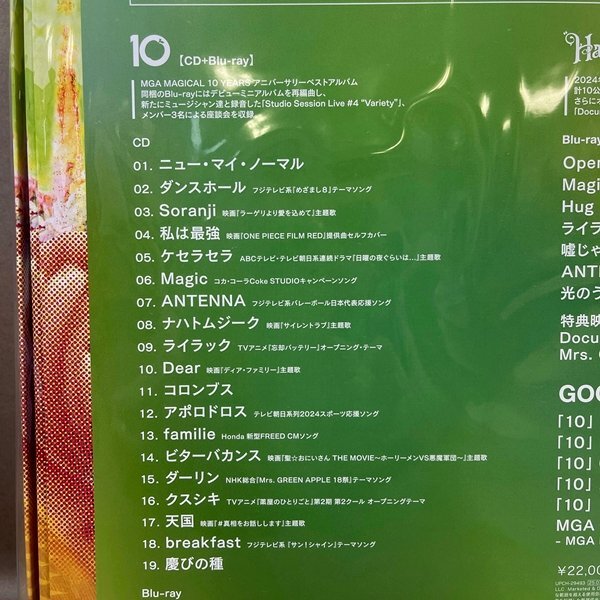 10 【CD+Blu-ray】
MGA MAGICAL 10 YEARS アニバーサリーベストアルバム
同梱のBlu-rayにはデビューミニアルバムを再編曲し、
新たにミュージシャン達と録音した「Studio Session Live #4 "Variety"」、
メンバー3名による座談会を収録
CD
01. ニュー・マイ・ノーマル
02. ダンスホール フジテレビ系『めざまし8』テーマソング
03. Soranji 映画『ラーゲリより愛を込めて』主題歌
04. 私は最強 映画『ONE PIECE FILM RED』提供曲セルフカバー
05. ケセラセラ ABCテレビ・テレビ朝日系連続ドラマ『日曜の夜ぐらいは...』主題歌
06. Magic コカ・コーラCoke STUDIOキャンペーンソング
07. ANTENNA フジテレビ系バレーボール日本代表応援ソング
08. ナハトムジーク 映画『サイレントラブ』主題歌
09. ライラック TVアニメ『忘却バッテリー』オープニング・テーマ
10. Dear 映画『ディア・ファミリー』主題歌
11. コロンブス
12. アポロドロス テレビ朝日系列2024スポーツ応援ソング
13. familie Honda 新型FREED CMソング
14. ビターバカンス 映画『聖☆おにいさん THE MOVIE〜ホーリーメンVS悪魔軍団〜』主題歌
15. ダーリン NHK総合『Mrs. GREEN APPLE 18祭』テーマソング
16. クスシキ TVアニメ『薬屋のひとりごと』第2期 第2クール オープニングテーマ
17. 天国 映画『#真相をお話しします』主題歌
18. breakfast フジテレビ系『サン!シャイン』テーマソング
19. 慶びの種
Blu-ray
Ha
2024
計10公
さらにオ
「Docu
Blu-ray
Oper
Magi
Hug
ライラ
嘘じゃ
ANTE
光のう
特典映
Docu
Mrs. G
GOO
「10」
「10」
「10」
「10」
「10」
MGA
- MGA
¥22,00
UPCH-29493
LLC Marketed & D